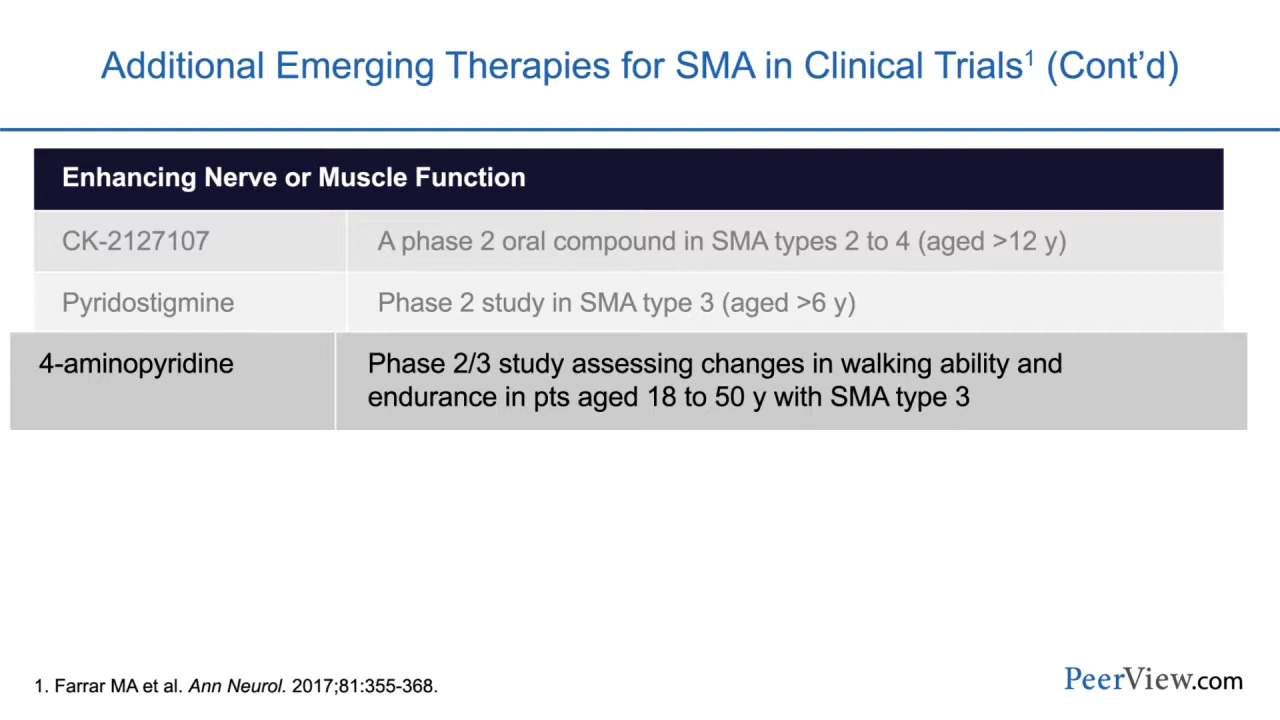 Additional Emerging Therapies for SMA in Clinical Trials1 (Cont’d)
Enhancing Nerve or Muscle Function
CK-2127107 A phase 2 oral compound in SMA types 2 to 4 (aged >12 y)
Pyridostigmine Phase 2 study in SMA type 3 (aged >6 y)
4-aminopyridine Phase 2/3 study assessing changes in walking ability and
endurance in pts aged 18 to 50 y with SMA type 3
1. Farrar MA et al. Ann Neurol. 2017;81:355-368.
PeerView.com